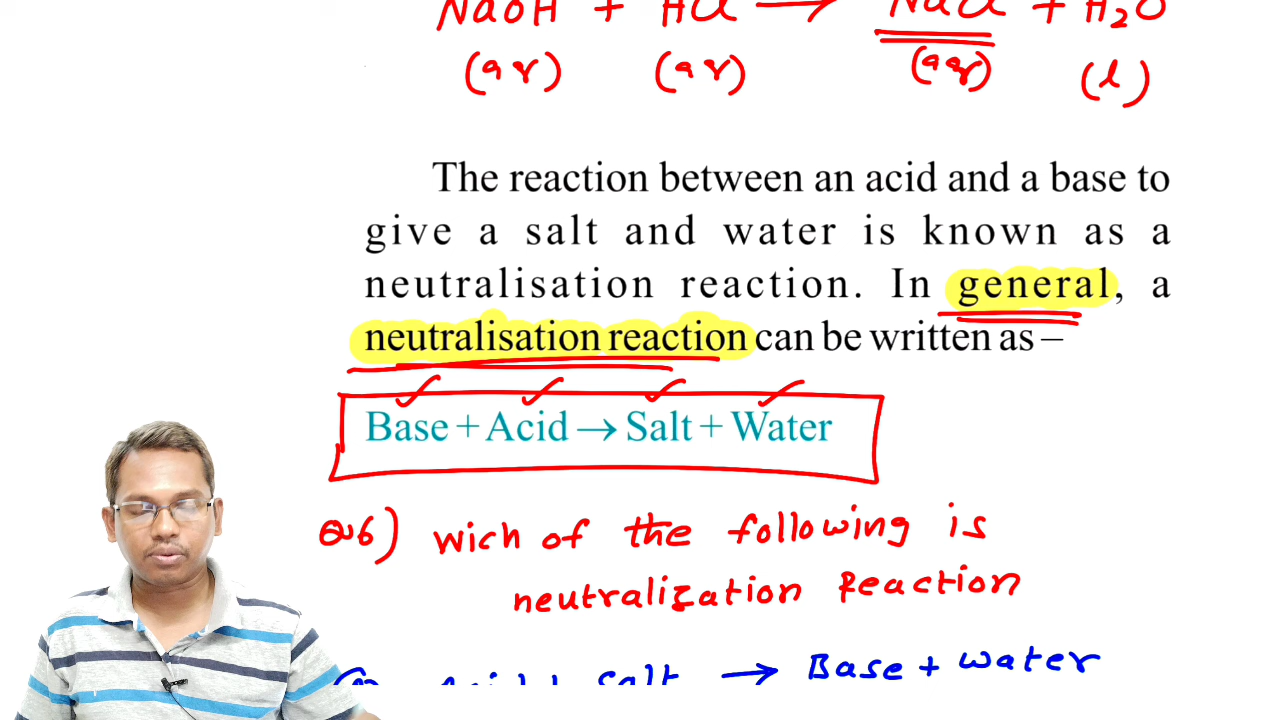 NaOH + HCl → NaCl + H₂O
(aq) (aq) (aq) (l)
The reaction between an acid and a base to
give a salt and water is known as a
neutralisation reaction. In general, a
neutralisation reaction can be written as –
Base + Acid → Salt + Water
Q6) Wich of the following is
neutralization Reaction
acid + salt → Base + water